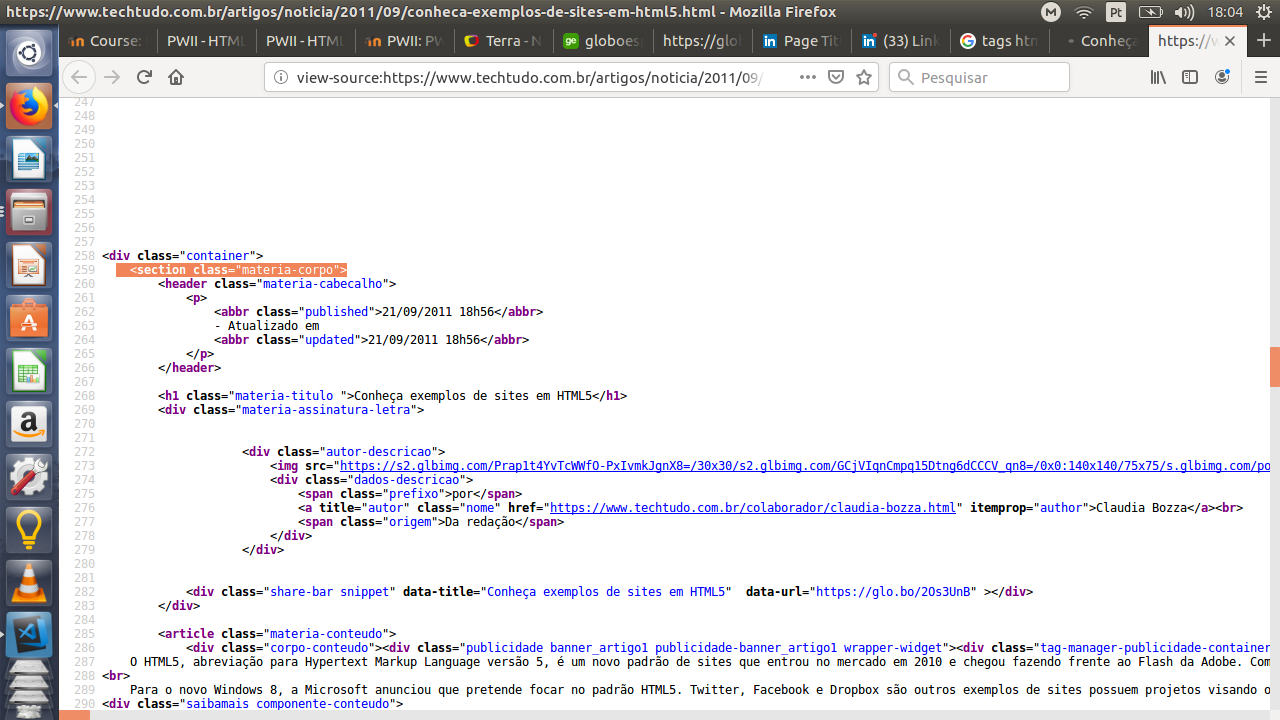 https://www.techtudo.com.br/artigos/noticia/2011/09/conheca-exemplos-de-sites-em-html5.html - Mozilla Firefox
M Pt 18:04
Course: PWII - HTML PWII - HTML PWII: PW Terra - N globoesp https://glo Page Tit (33) Link tags htm Conheça https://w
view-source:https://www.techtudo.com.br/artigos/noticia/2011/09/ Pesquisar
247
248
249
250
251
252
253
254
255
256
257
258 <div class="container">
259 <section class="materia-corpo">
260 <header class="materia-cabecalho">
261 <p>
262 <abbr class="published">21/09/2011 18h56</abbr>
263 - Atualizado em
264 <abbr class="updated">21/09/2011 18h56</abbr>
265 </p>
266 </header>
267
268 <h1 class="materia-titulo ">Conheça exemplos de sites em HTML5</h1>
269 <div class="materia-assinatura-letra">
270
271
272 <div class="autor-descricao">
273 <img src="https://s2.glbimg.com/Prap1t4YvTcWWfO-PxIvmkJgnX8=/30x30/s2.glbimg.com/GCjVIqnCmpq15Dtng6dCCCV_qn8=/0x0:140x140/75x75/s.glbimg.com/po
274 <div class="dados-descricao">
275 <span class="prefixo">por</span>
276 <a title="autor" class="nome" href="https://www.techtudo.com.br/colaborador/claudia-bozza.html" itemprop="author">Claudia Bozza</a><br>
277 <span class="origem">Da redação</span>
278 </div>
279 </div>
280
281
282 <div class="share-bar snippet" data-title="Conheça exemplos de sites em HTML5"  data-url="https://glo.bo/2Os3UnB" ></div>
283 </div>
284
285 <article class="materia-conteudo">
286 <div class="corpo-conteudo"><div class="publicidade banner_artigo1 publicidade-banner_artigo1 wrapper-widget"><div class="tag-manager-publicidade-container
287 O HTML5, abreviação para Hypertext Markup Language versão 5, é um novo padrão de sites que entrou no mercado em 2010 e chegou fazendo frente ao Flash da Adobe. Com
288 <br>
289 Para o novo Windows 8, a Microsoft anunciou que pretende focar no padrão HTML5. Twitter, Facebook e Dropbox são outros exemplos de sites possuem projetos visando o
290 <div class="saibamais componente-conteudo">